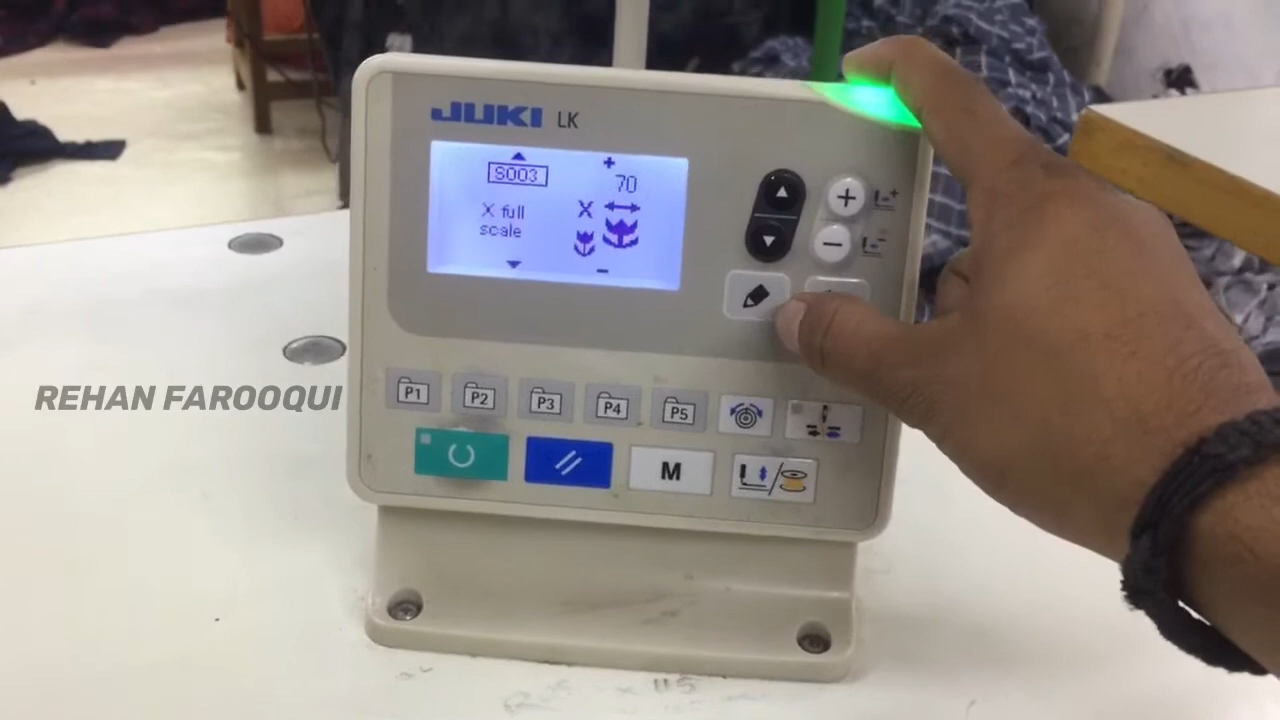 JUKI LK
S003
+
70
X full
scale
X
-
+
-
P1 P2 P3 P4 P5
M
REHAN FAROOQUI